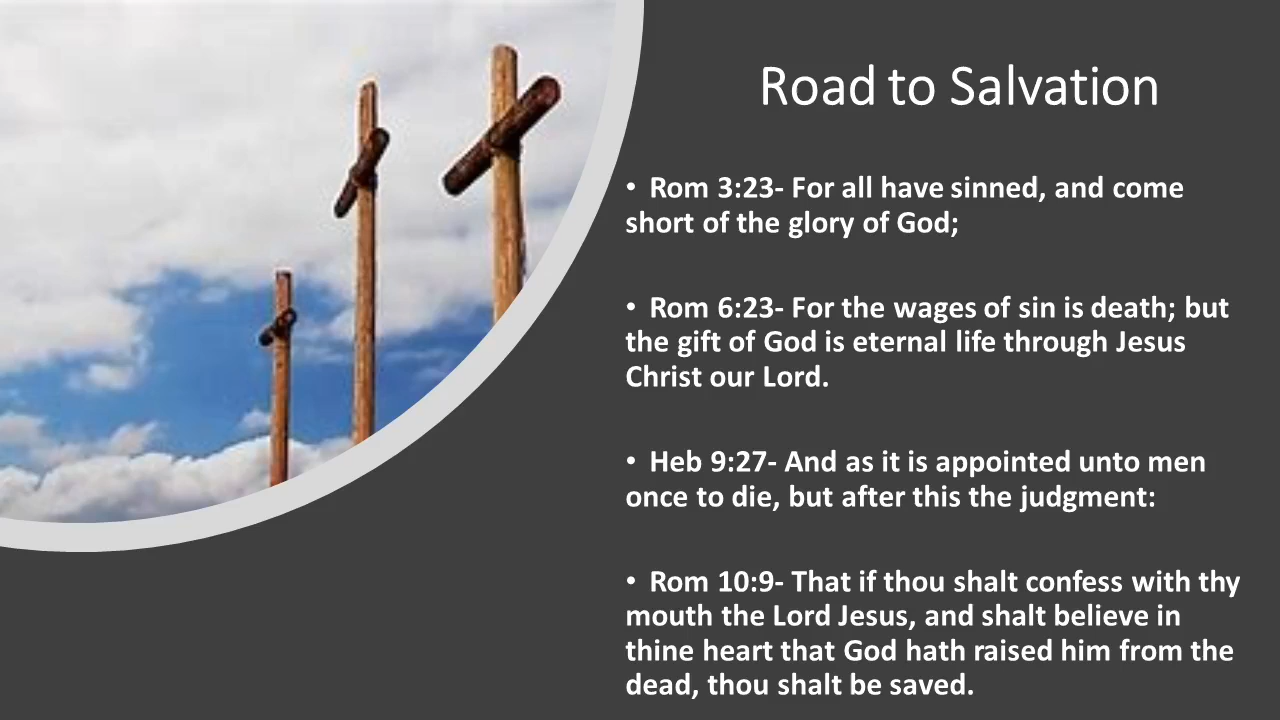 Road to Salvation
• Rom 3:23- For all have sinned, and come
short of the glory of God;
• Rom 6:23- For the wages of sin is death; but
the gift of God is eternal life through Jesus
Christ our Lord.
• Heb 9:27- And as it is appointed unto men
once to die, but after this the judgment:
• Rom 10:9- That if thou shalt confess with thy
mouth the Lord Jesus, and shalt believe in
thine heart that God hath raised him from the
dead, thou shalt be saved.